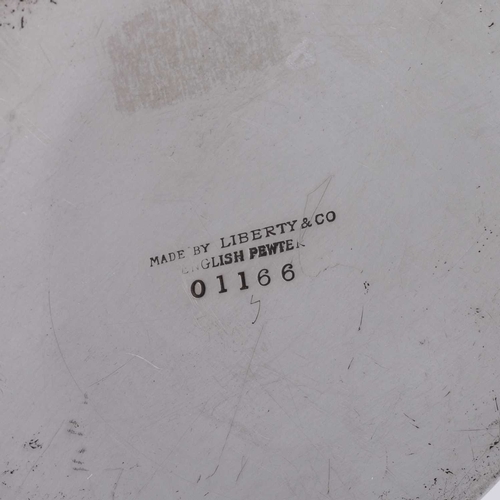 MADE BY LIBERTY & CO
ENGLISH PEWTER
01166